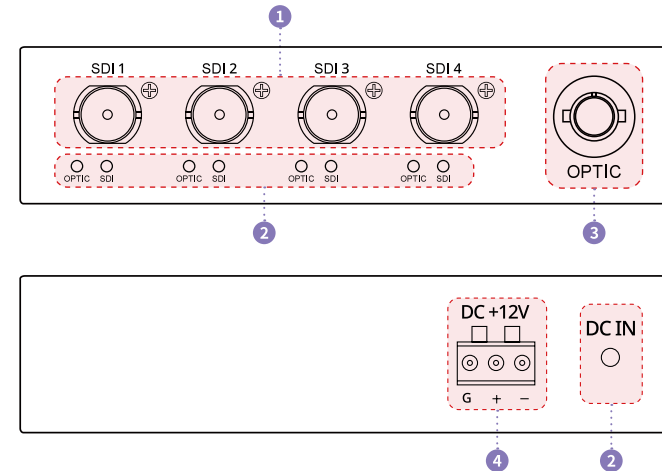 1
SDI 1 SDI 2 SDI 3 SDI 4
OPTIC SDI OPTIC SDI OPTIC SDI OPTIC SDI
OPTIC
2 3
DC +12V
DC IN
G + −
4 2